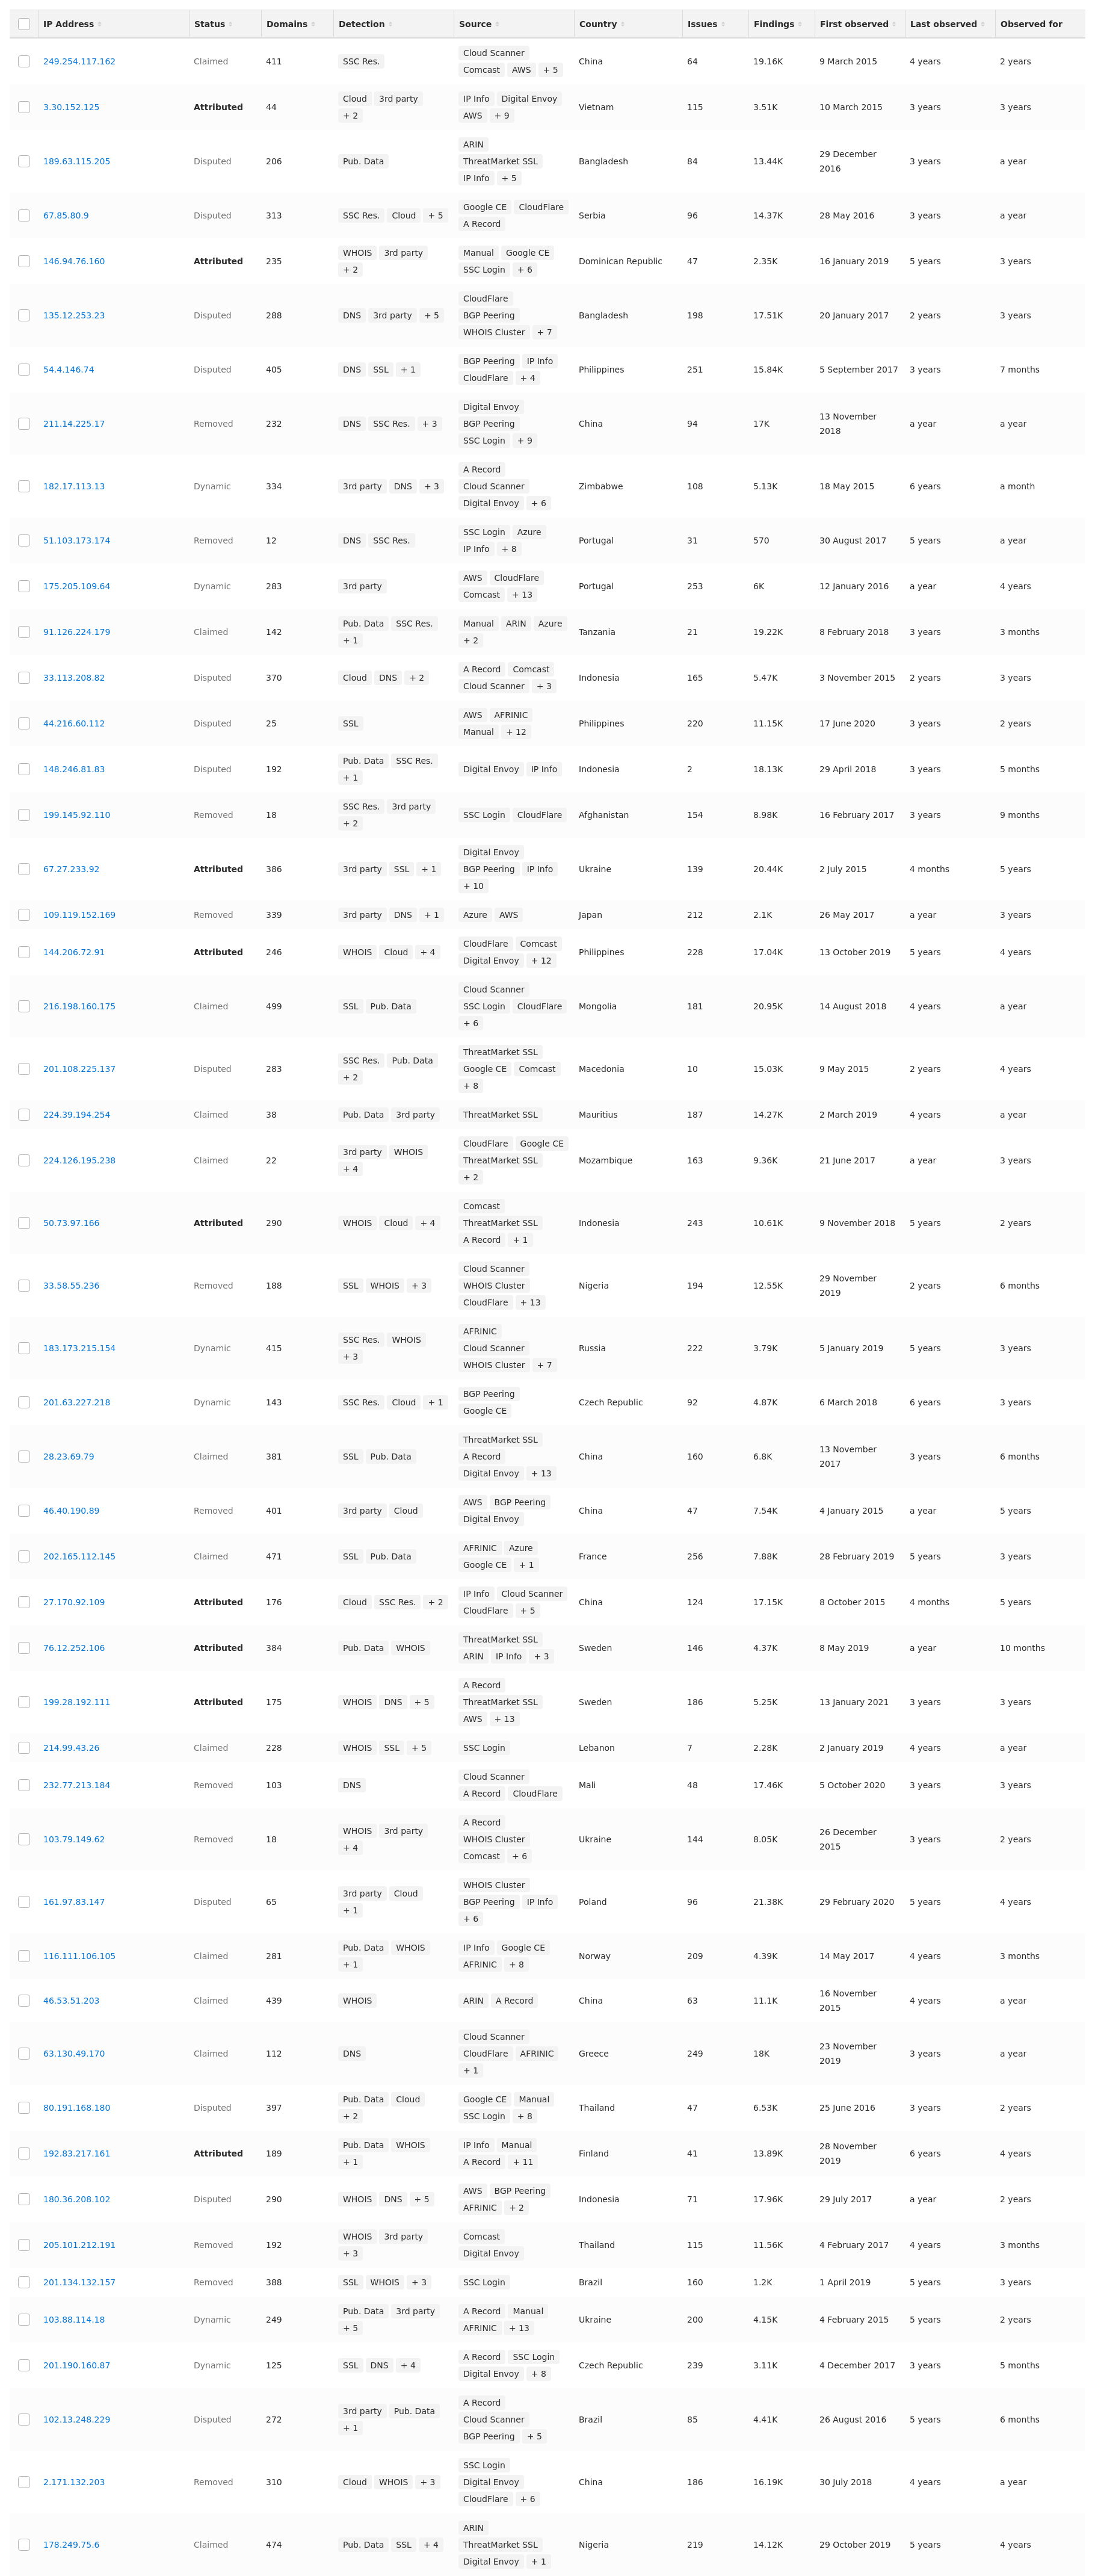 IP Address Status Domains Detection Source Country Issues Findings First observed Last observed Observed for
249.254.117.162 Claimed 411 SSC Res. Cloud Scanner Comcast AWS + 5 China 64 19.16K 9 March 2015 4 years 2 years
3.30.152.125 Attributed 44 Cloud 3rd party + 2 IP Info Digital Envoy AWS + 9 Vietnam 115 3.51K 10 March 2015 3 years 3 years
189.63.115.205 Disputed 206 Pub. Data ARIN ThreatMarket SSL IP Info + 5 Bangladesh 84 13.44K 29 December 2016 3 years a year
67.85.80.9 Disputed 313 SSC Res. Cloud + 5 Google CE CloudFlare A Record Serbia 96 14.37K 28 May 2016 3 years a year
146.94.76.160 Attributed 235 WHOIS 3rd party + 2 Manual Google CE SSC Login + 6 Dominican Republic 47 2.35K 16 January 2019 5 years 3 years
135.12.253.23 Disputed 288 DNS 3rd party + 5 CloudFlare BGP Peering WHOIS Cluster + 7 Bangladesh 198 17.51K 20 January 2017 2 years 3 years
54.4.146.74 Disputed 405 DNS SSL + 1 BGP Peering IP Info CloudFlare + 4 Philippines 251 15.84K 5 September 2017 3 years 7 months
211.14.225.17 Removed 232 DNS SSC Res. + 3 Digital Envoy BGP Peering SSC Login + 9 China 94 17K 13 November 2018 a year a year
182.17.113.13 Dynamic 334 3rd party DNS + 3 A Record Cloud Scanner Digital Envoy + 6 Zimbabwe 108 5.13K 18 May 2015 6 years a month
51.103.173.174 Removed 12 DNS SSC Res. SSC Login Azure IP Info + 8 Portugal 31 570 30 August 2017 5 years a year
175.205.109.64 Dynamic 283 3rd party AWS CloudFlare Comcast + 13 Portugal 253 6K 12 January 2016 a year 4 years
91.126.224.179 Claimed 142 Pub. Data SSC Res. + 1 Manual ARIN Azure + 2 Tanzania 21 19.22K 8 February 2018 3 years 3 months
33.113.208.82 Disputed 370 Cloud DNS + 2 A Record Comcast Cloud Scanner + 3 Indonesia 165 5.47K 3 November 2015 2 years 3 years
44.216.60.112 Disputed 25 SSL AWS AFRINIC Manual + 12 Philippines 220 11.15K 17 June 2020 3 years 2 years
148.246.81.83 Disputed 192 Pub. Data SSC Res. + 1 Digital Envoy IP Info Indonesia 2 18.13K 29 April 2018 3 years 5 months
199.145.92.110 Removed 18 SSC Res. 3rd party + 2 SSC Login CloudFlare Afghanistan 154 8.98K 16 February 2017 3 years 9 months
67.27.233.92 Attributed 386 3rd party SSL + 1 Digital Envoy BGP Peering IP Info + 10 Ukraine 139 20.44K 2 July 2015 4 months 5 years
109.119.152.169 Removed 339 3rd party DNS + 1 Azure AWS Japan 212 2.1K 26 May 2017 a year 3 years
144.206.72.91 Attributed 246 WHOIS Cloud + 4 CloudFlare Comcast Digital Envoy + 12 Philippines 228 17.04K 13 October 2019 5 years 4 years
216.198.160.175 Claimed 499 SSL Pub. Data Cloud Scanner SSC Login CloudFlare + 6 Mongolia 181 20.95K 14 August 2018 4 years a year
201.108.225.137 Disputed 283 SSC Res. Pub. Data + 2 ThreatMarket SSL Google CE Comcast + 8 Macedonia 10 15.03K 9 May 2015 2 years 4 years
224.39.194.254 Claimed 38 Pub. Data 3rd party ThreatMarket SSL Mauritius 187 14.27K 2 March 2019 4 years a year
224.126.195.238 Claimed 22 3rd party WHOIS + 4 CloudFlare Google CE ThreatMarket SSL + 2 Mozambique 163 9.36K 21 June 2017 a year 3 years
50.73.97.166 Attributed 290 WHOIS Cloud + 4 Comcast ThreatMarket SSL A Record + 1 Indonesia 243 10.61K 9 November 2018 5 years 2 years
33.58.55.236 Removed 188 SSL WHOIS + 3 Cloud Scanner WHOIS Cluster CloudFlare + 13 Nigeria 194 12.55K 29 November 2019 2 years 6 months
183.173.215.154 Dynamic 415 SSC Res. WHOIS + 3 AFRINIC Cloud Scanner WHOIS Cluster + 7 Russia 222 3.79K 5 January 2019 5 years 3 years
201.63.227.218 Dynamic 143 SSC Res. Cloud + 1 BGP Peering Google CE Czech Republic 92 4.87K 6 March 2018 6 years 3 years
28.23.69.79 Claimed 381 SSL Pub. Data ThreatMarket SSL A Record Digital Envoy + 13 China 160 6.8K 13 November 2017 3 years 6 months
46.40.190.89 Removed 401 3rd party Cloud AWS BGP Peering Digital Envoy China 47 7.54K 4 January 2015 a year 5 years
202.165.112.145 Claimed 471 SSL Pub. Data AFRINIC Azure Google CE + 1 France 256 7.88K 28 February 2019 5 years 3 years
27.170.92.109 Attributed 176 Cloud SSC Res. + 2 IP Info Cloud Scanner CloudFlare + 5 China 124 17.15K 8 October 2015 4 months 5 years
76.12.252.106 Attributed 384 Pub. Data WHOIS ThreatMarket SSL ARIN IP Info + 3 Sweden 146 4.37K 8 May 2019 a year 10 months
199.28.192.111 Attributed 175 WHOIS DNS + 5 A Record ThreatMarket SSL AWS + 13 Sweden 186 5.25K 13 January 2021 3 years 3 years
214.99.43.26 Claimed 228 WHOIS SSL + 5 SSC Login Lebanon 7 2.28K 2 January 2019 4 years a year
232.77.213.184 Removed 103 DNS Cloud Scanner A Record CloudFlare Mali 48 17.46K 5 October 2020 3 years 3 years
103.79.149.62 Removed 18 WHOIS 3rd party + 4 A Record WHOIS Cluster Comcast + 6 Ukraine 144 8.05K 26 December 2015 3 years 2 years
161.97.83.147 Disputed 65 3rd party Cloud + 1 WHOIS Cluster BGP Peering IP Info + 6 Poland 96 21.38K 29 February 2020 5 years 4 years
116.111.106.105 Claimed 281 Pub. Data WHOIS + 1 IP Info Google CE AFRINIC + 8 Norway 209 4.39K 14 May 2017 4 years 3 months
46.53.51.203 Claimed 439 WHOIS ARIN A Record China 63 11.1K 16 November 2015 4 years a year
63.130.49.170 Claimed 112 DNS Cloud Scanner CloudFlare AFRINIC + 1 Greece 249 18K 23 November 2019 3 years a year
80.191.168.180 Disputed 397 Pub. Data Cloud + 2 Google CE Manual SSC Login + 8 Thailand 47 6.53K 25 June 2016 3 years 2 years
192.83.217.161 Attributed 189 Pub. Data WHOIS + 1 IP Info Manual A Record + 11 Finland 41 13.89K 28 November 2019 6 years 4 years
180.36.208.102 Disputed 290 WHOIS DNS + 5 AWS BGP Peering AFRINIC + 2 Indonesia 71 17.96K 29 July 2017 a year 2 years
205.101.212.191 Removed 192 WHOIS 3rd party + 3 Comcast Digital Envoy Thailand 115 11.56K 4 February 2017 4 years 3 months
201.134.132.157 Removed 388 SSL WHOIS + 3 SSC Login Brazil 160 1.2K 1 April 2019 5 years 3 years
103.88.114.18 Dynamic 249 Pub. Data 3rd party + 5 A Record Manual AFRINIC + 13 Ukraine 200 4.15K 4 February 2015 5 years 2 years
201.190.160.87 Dynamic 125 SSL DNS + 4 A Record SSC Login Digital Envoy + 8 Czech Republic 239 3.11K 4 December 2017 3 years 5 months
102.13.248.229 Disputed 272 3rd party Pub. Data + 1 A Record Cloud Scanner BGP Peering + 5 Brazil 85 4.41K 26 August 2016 5 years 6 months
2.171.132.203 Removed 310 Cloud WHOIS + 3 SSC Login Digital Envoy CloudFlare + 6 China 186 16.19K 30 July 2018 4 years a year
178.249.75.6 Claimed 474 Pub. Data SSL + 4 ARIN ThreatMarket SSL Digital Envoy + 1 Nigeria 219 14.12K 29 October 2019 5 years 4 years